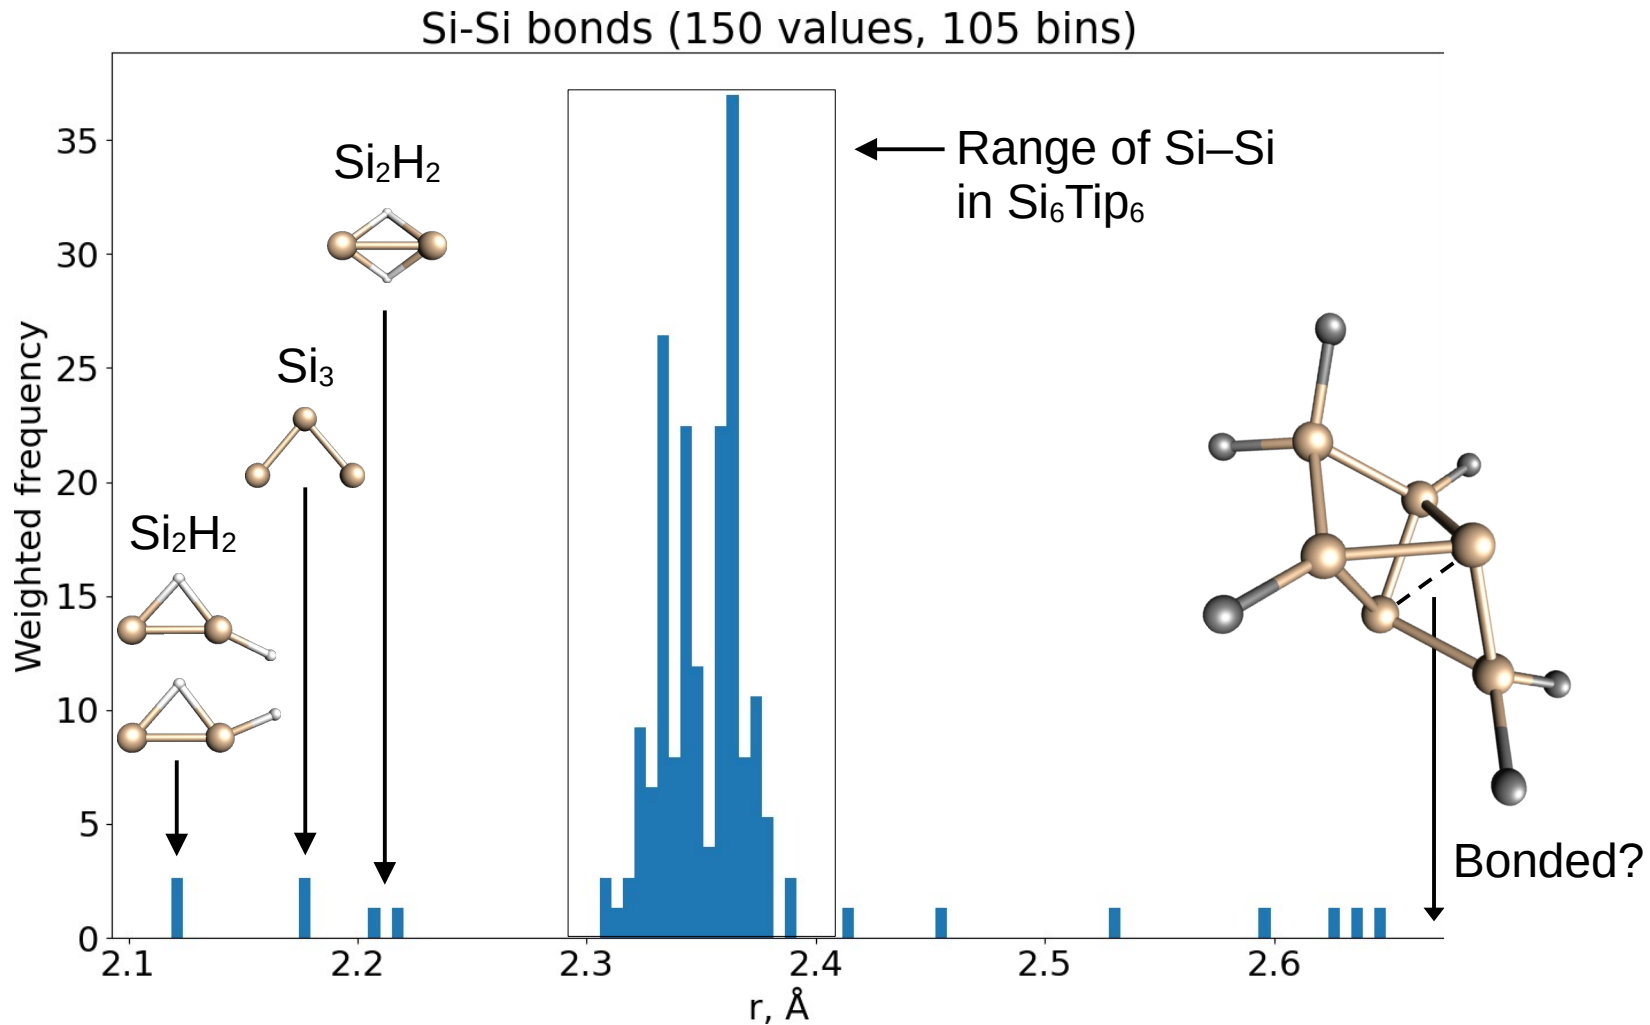 Si-Si bonds (150 values, 105 bins)
Si₂H₂
Range of Si–Si
in Si₆Tip₆
Si₃
Si₂H₂
Bonded?
Weighted frequency
35
30
25
20
15
10
5
0
2.1 2.2 2.3 2.4 2.5 2.6
r, Å